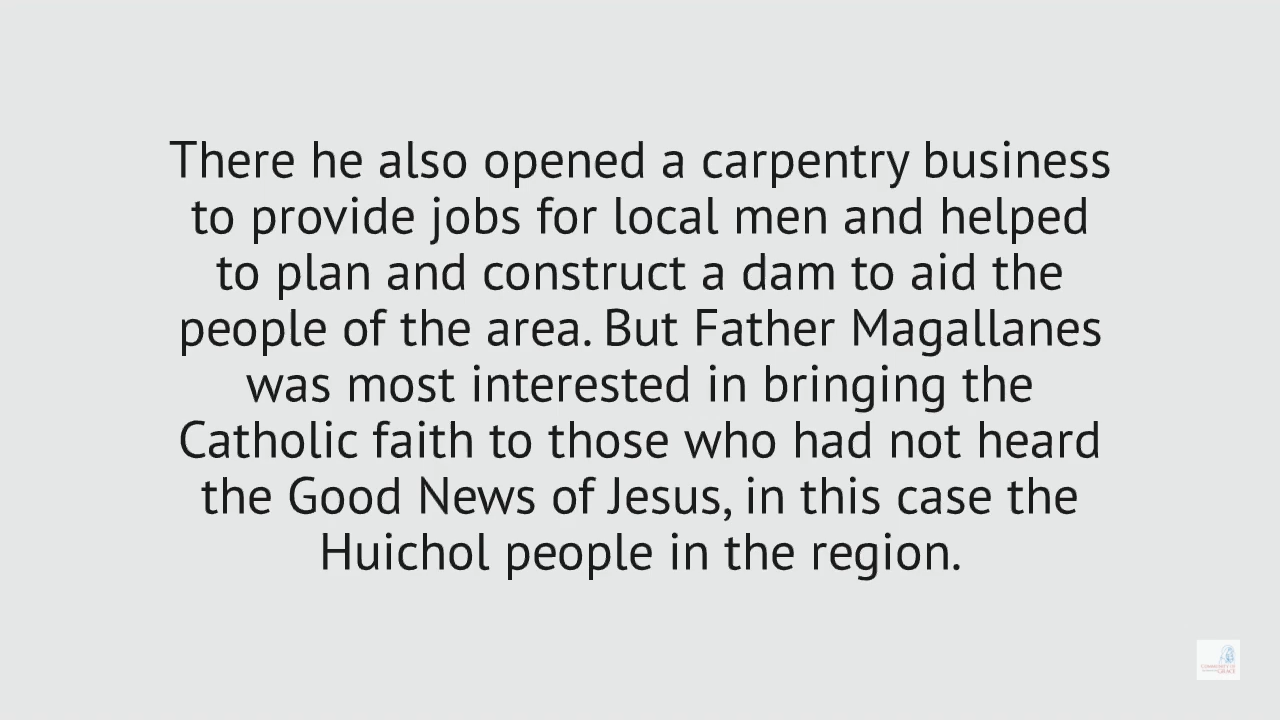 There he also opened a carpentry business
to provide jobs for local men and helped
to plan and construct a dam to aid the
people of the area. But Father Magallanes
was most interested in bringing the
Catholic faith to those who had not heard
the Good News of Jesus, in this case the
Huichol people in the region.
COMMUNITY OF
GRACE